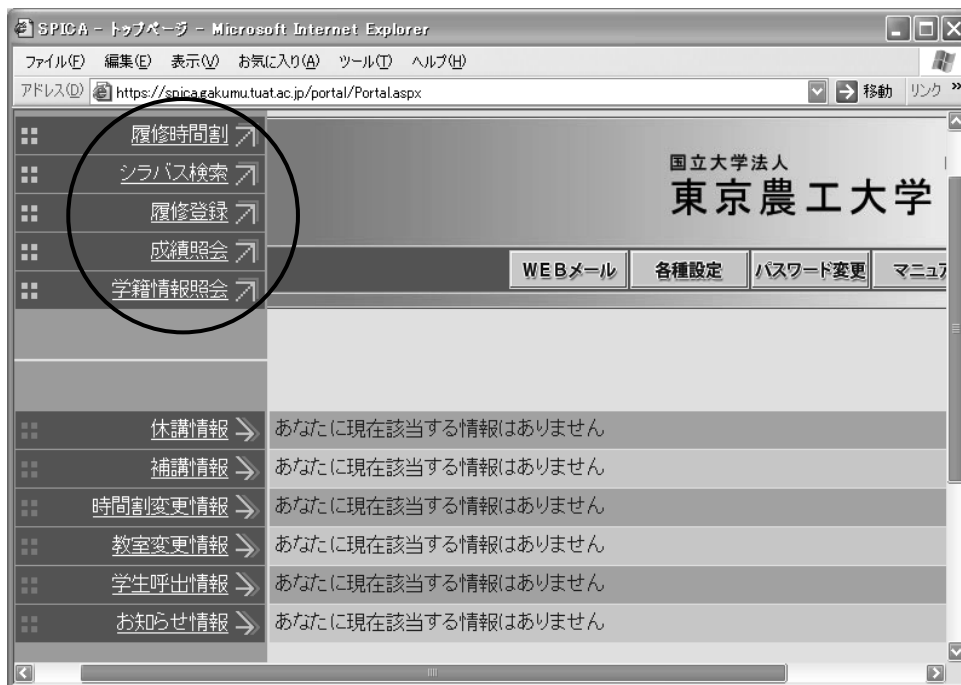 SPICA - トップページ - Microsoft Internet Explorer
ファイル(F) 編集(E) 表示(V) お気に入り(A) ツール(T) ヘルプ(H)
アドレス(D) https://spica.gakumu.tuat.ac.jp/portal/Portal.aspx 移動 リンク »
履修時間割
シラバス検索
履修登録
成績照会
学籍情報照会
国立大学法人
東京農工大学
WEBメール 各種設定 パスワード変更 マニュア
休講情報 あなたに現在該当する情報はありません
補講情報 あなたに現在該当する情報はありません
時間割変更情報 あなたに現在該当する情報はありません
教室変更情報 あなたに現在該当する情報はありません
学生呼出情報 あなたに現在該当する情報はありません
お知らせ情報 あなたに現在該当する情報はありません